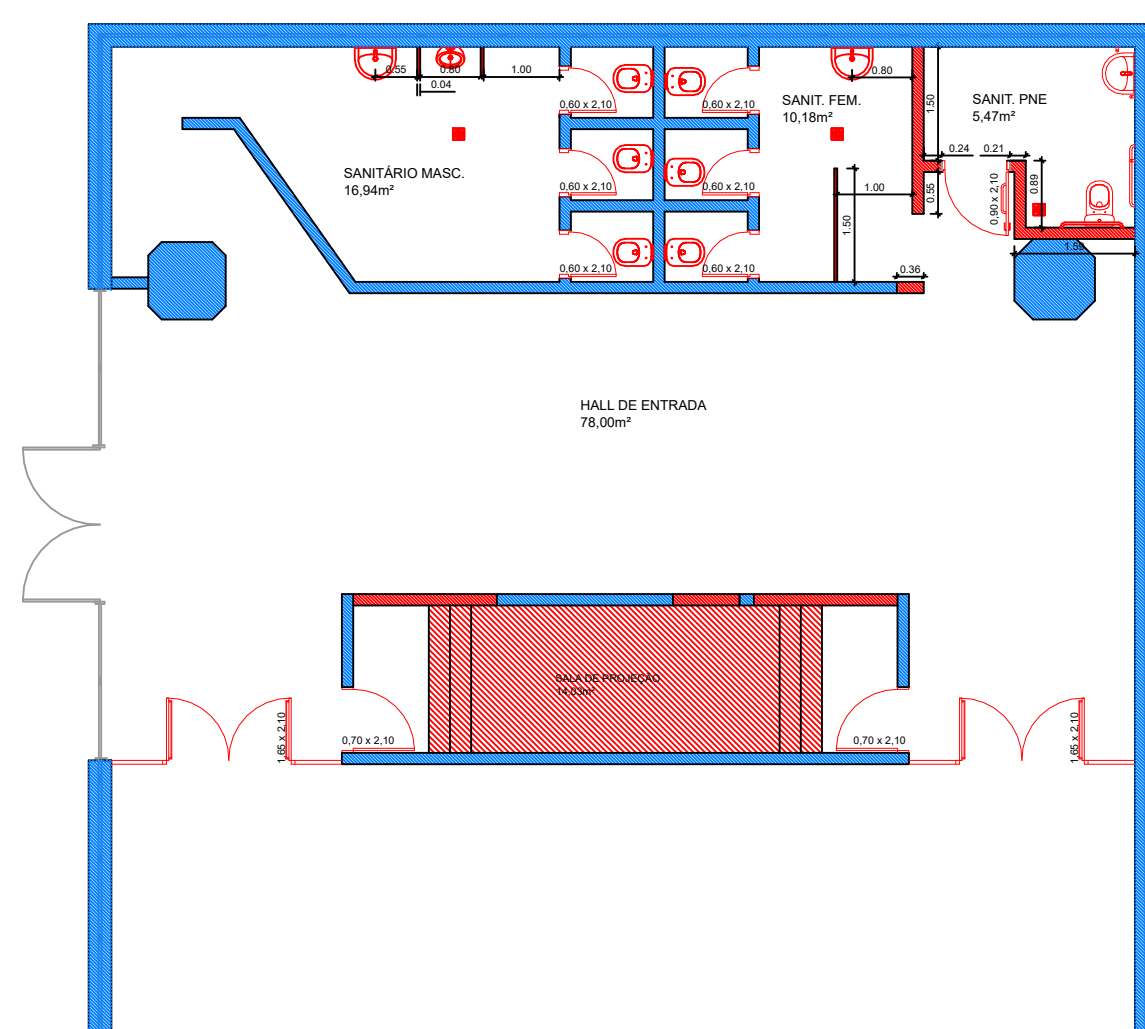 0.55
0.80
1.00
0.04
0,60 x 2,10
0,60 x 2,10
0.80
SANIT. FEM.
10,18m²
1.50
SANIT. PNE
5,47m²
0.24
0.21
SANITÁRIO MASC.
16,94m²
0,60 x 2,10
0,60 x 2,10
1.00
0.55
0,90 x 2,10
0.89
1.50
1.59
0,60 x 2,10
0,60 x 2,10
0.36
HALL DE ENTRADA
78,00m²
SALA DE PROJEÇÃO
14,03m²
1,65 x 2,10
0,70 x 2,10
0,70 x 2,10
1,65 x 2,10